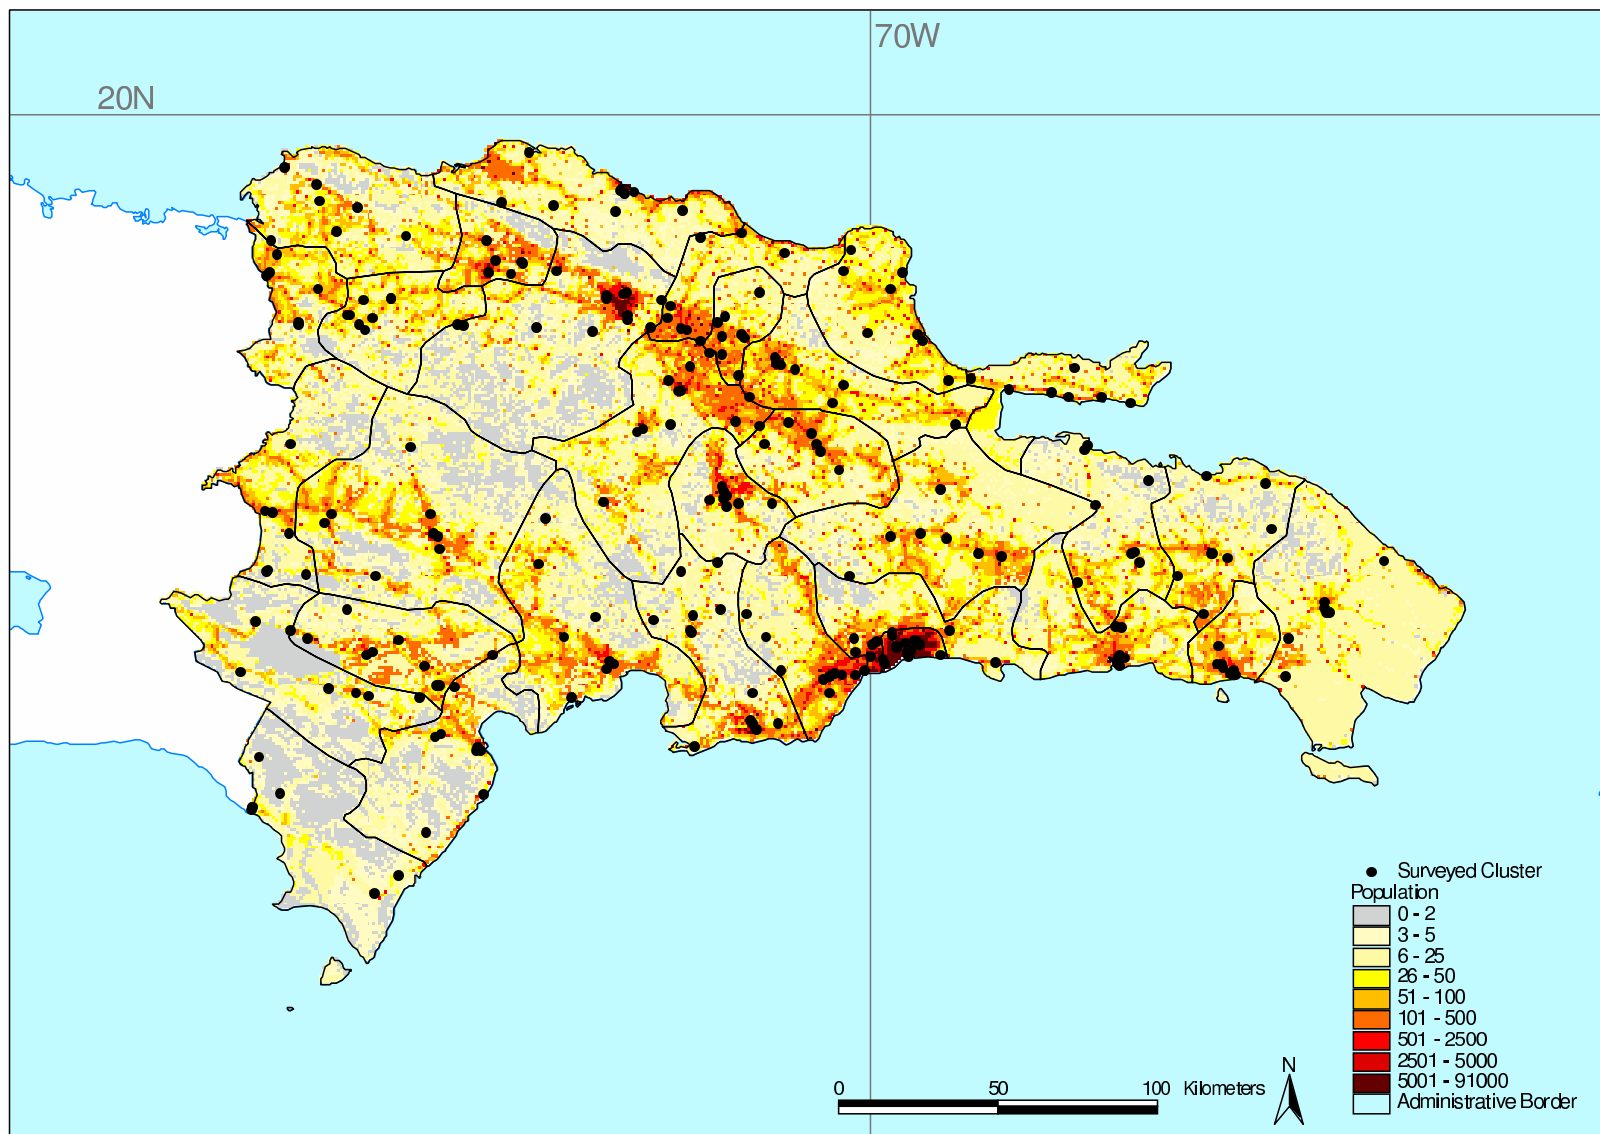 70W
20N
Surveyed Cluster
Population
0 - 2
3 - 5
6 - 25
26 - 50
51 - 100
101 - 500
501 - 2500
2501 - 5000
5001 - 91000
Administrative Border
0 50 100 Kilometers
N